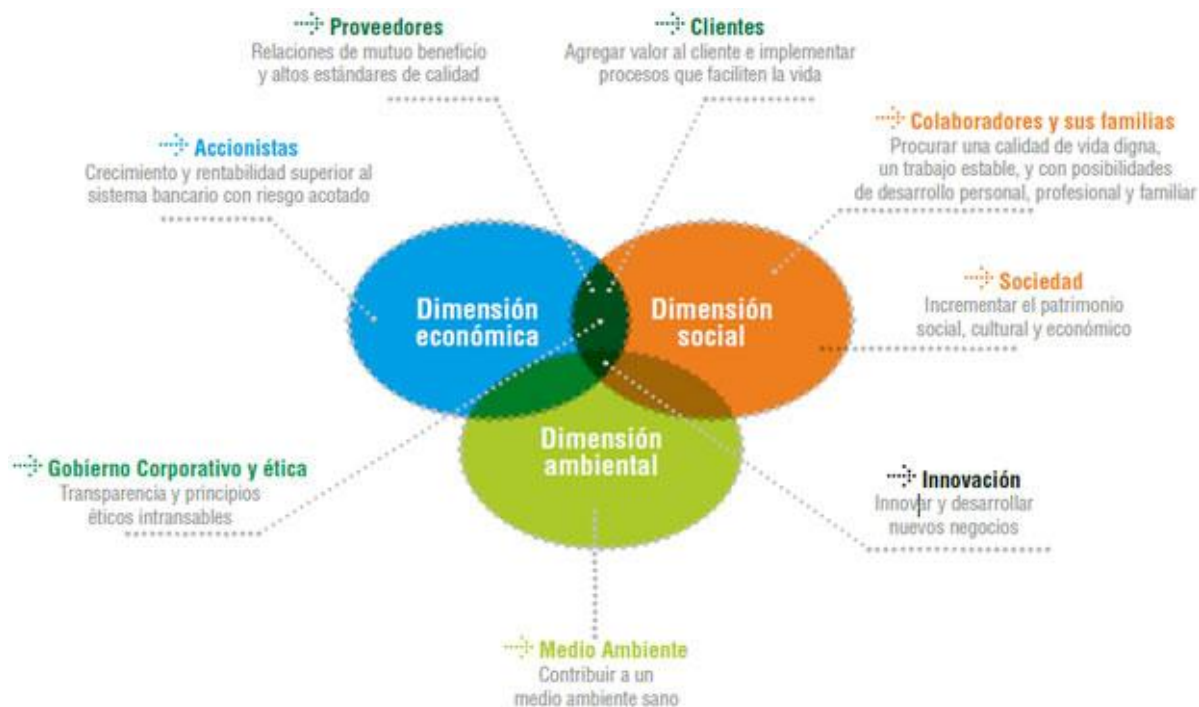 Proveedores
Relaciones de mutuo beneficio
y altos estándares de calidad
Clientes
Agregar valor al cliente e implementar
procesos que faciliten la vida
Accionistas
Crecimiento y rentabilidad superior al
sistema bancario con riesgo acotado
Colaboradores y sus familias
Procurar una calidad de vida digna,
un trabajo estable, y con posibilidades
de desarrollo personal, profesional y familiar
Dimensión
económica
Dimensión
social
Sociedad
Incrementar el patrimonio
social, cultural y económico
Dimensión
ambiental
Gobierno Corporativo y ética
Transparencia y principios
éticos intransables
Innovación
Innovar y desarrollar
nuevos negocios
Medio Ambiente
Contribuir a un
medio ambiente sano